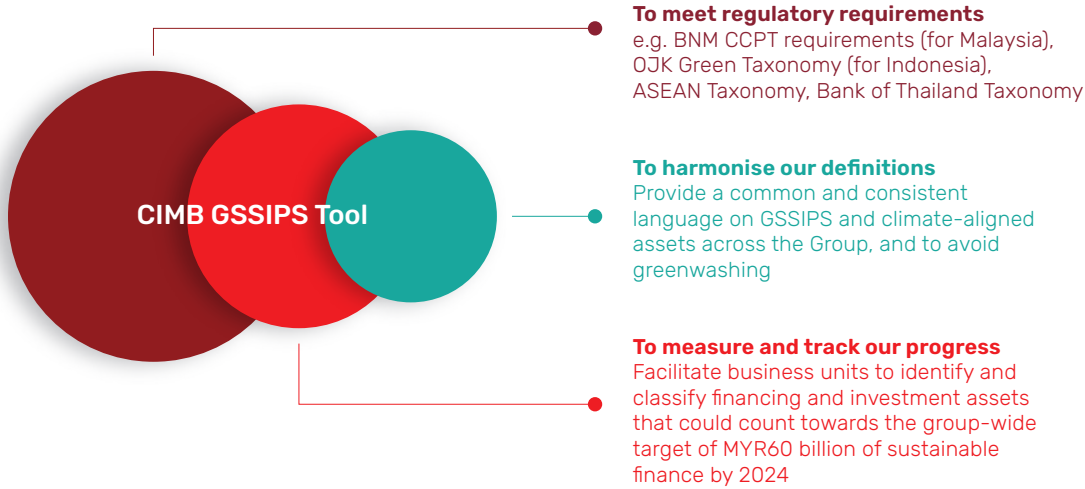 To meet regulatory requirements
e.g. BNM CCPT requirements (for Malaysia),
OJK Green Taxonomy (for Indonesia),
ASEAN Taxonomy, Bank of Thailand Taxonomy
CIMB GSSIPS Tool
To harmonise our definitions
Provide a common and consistent
language on GSSIPS and climate-aligned
assets across the Group, and to avoid
greenwashing
To measure and track our progress
Facilitate business units to identify and
classify financing and investment assets
that could count towards the group-wide
target of MYR60 billion of sustainable
finance by 2024